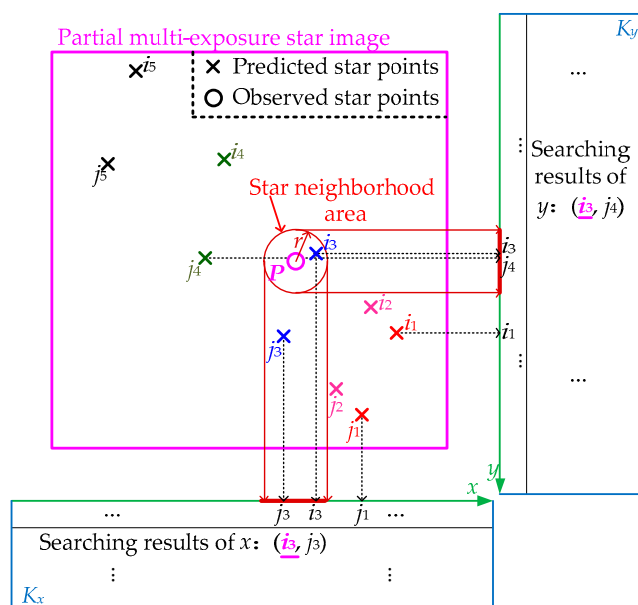 Partial multi-exposure star image
Predicted star points
Observed star points
i5
j5
i4
Star neighborhood
area
r
i3
j4
P
i2
i1
j3
j2
j1
Ky
...
...
Searching
results of
y: (i3, j4)
i3
j4
i1
...
...
y
x
...
j3
i3
j1
...
Searching results of x: (i3, j3)
...
...
Kx